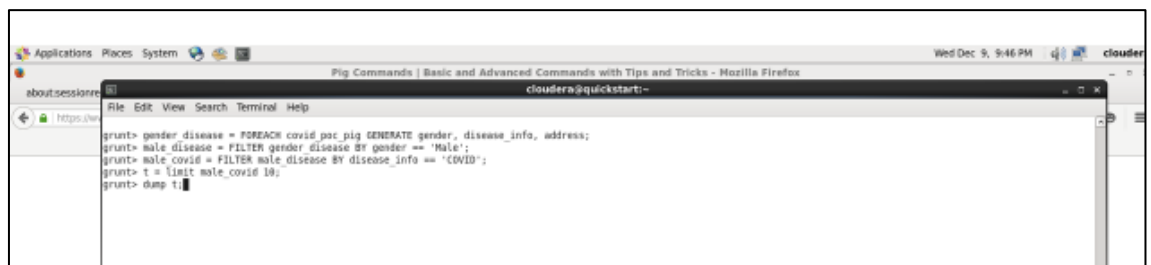 Applications Places System Wed Dec 9, 9:46 PM clouder
Pig Commands | Basic and Advanced Commands with Tips and Tricks - Mozilla Firefox
about:sessionre cloudera@quickstart:~
File Edit View Search Terminal Help
https://w
grunt> gender_disease = FOREACH covid_poc_pig GENERATE gender, disease_info, address;
grunt> male_disease = FILTER gender_disease BY gender == 'Male';
grunt> male_covid = FILTER male_disease BY disease_info == 'COVID';
grunt> t = limit male_covid 10;
grunt> dump t;